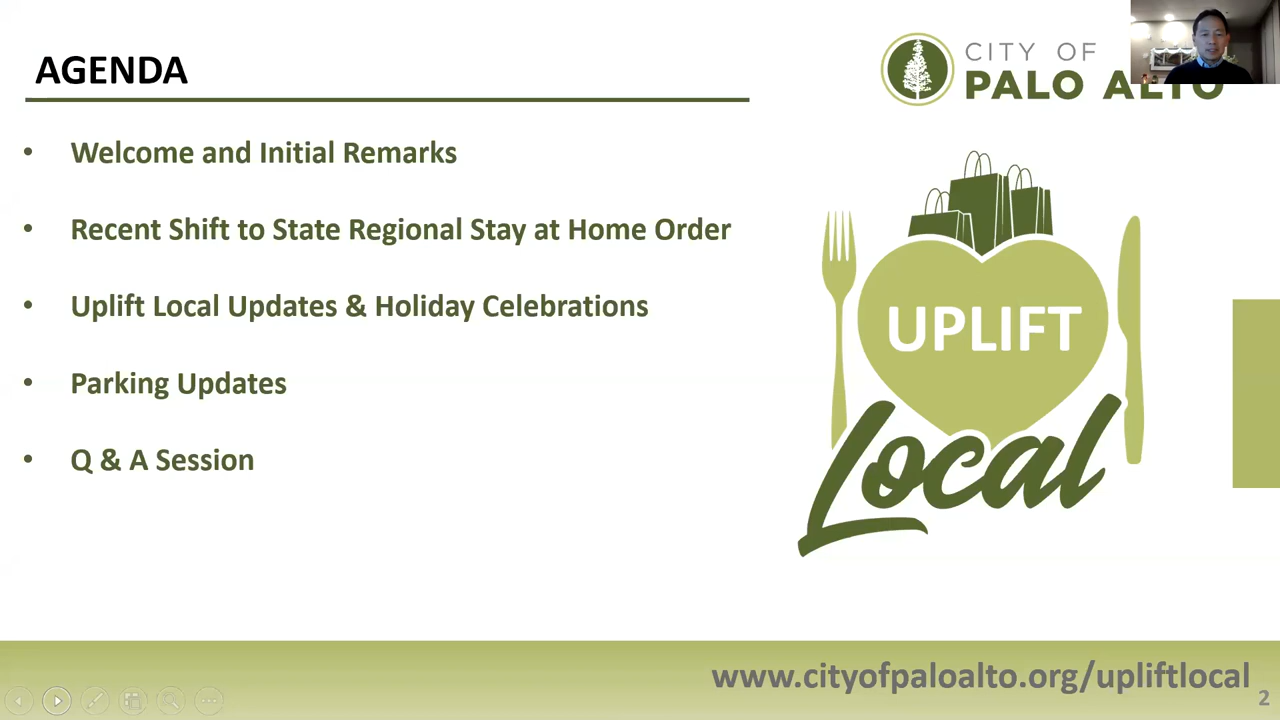 AGENDA
CITY OF
PALO ALTO
• Welcome and Initial Remarks
• Recent Shift to State Regional Stay at Home Order
• Uplift Local Updates & Holiday Celebrations
• Parking Updates
• Q & A Session
UPLIFT
Local
www.cityofpaloalto.org/upliftlocal
2